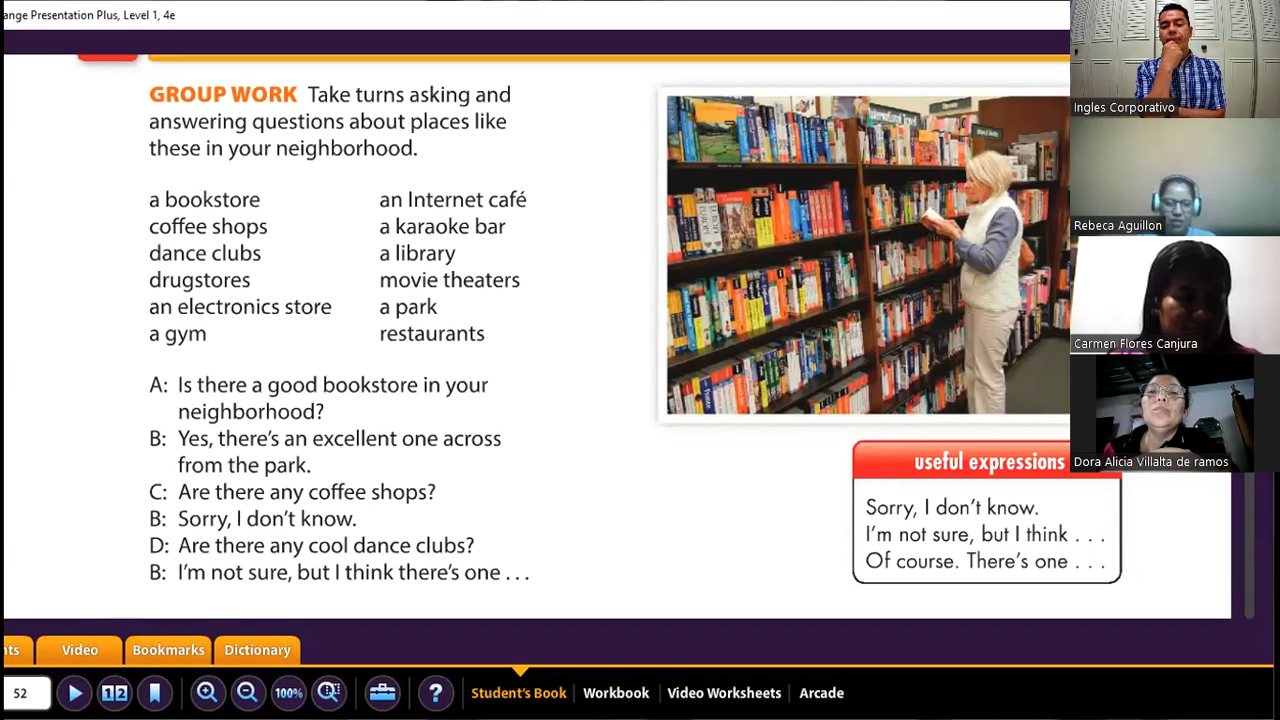 ange Presentation Plus, Level 1, 4e
GROUP WORK Take turns asking and
answering questions about places like
these in your neighborhood.
a bookstore
coffee shops
dance clubs
drugstores
an electronics store
a gym
an Internet café
a karaoke bar
a library
movie theaters
a park
restaurants
A: Is there a good bookstore in your
neighborhood?
B: Yes, there's an excellent one across
from the park.
C: Are there any coffee shops?
B: Sorry, I don't know.
D: Are there any cool dance clubs?
B: I'm not sure, but I think there's one . . .
International Travel
useful expressions
Sorry, I don't know.
I'm not sure, but I think . . .
Of course. There's one . . .
Ingles Corporativo
Rebeca Aguillon
Carmen Flores Canjura
Dora Alicia Villalta de ramos
nts
Video
Bookmarks
Dictionary
52
12
100%
?
Student's Book
Workbook
Video Worksheets
Arcade